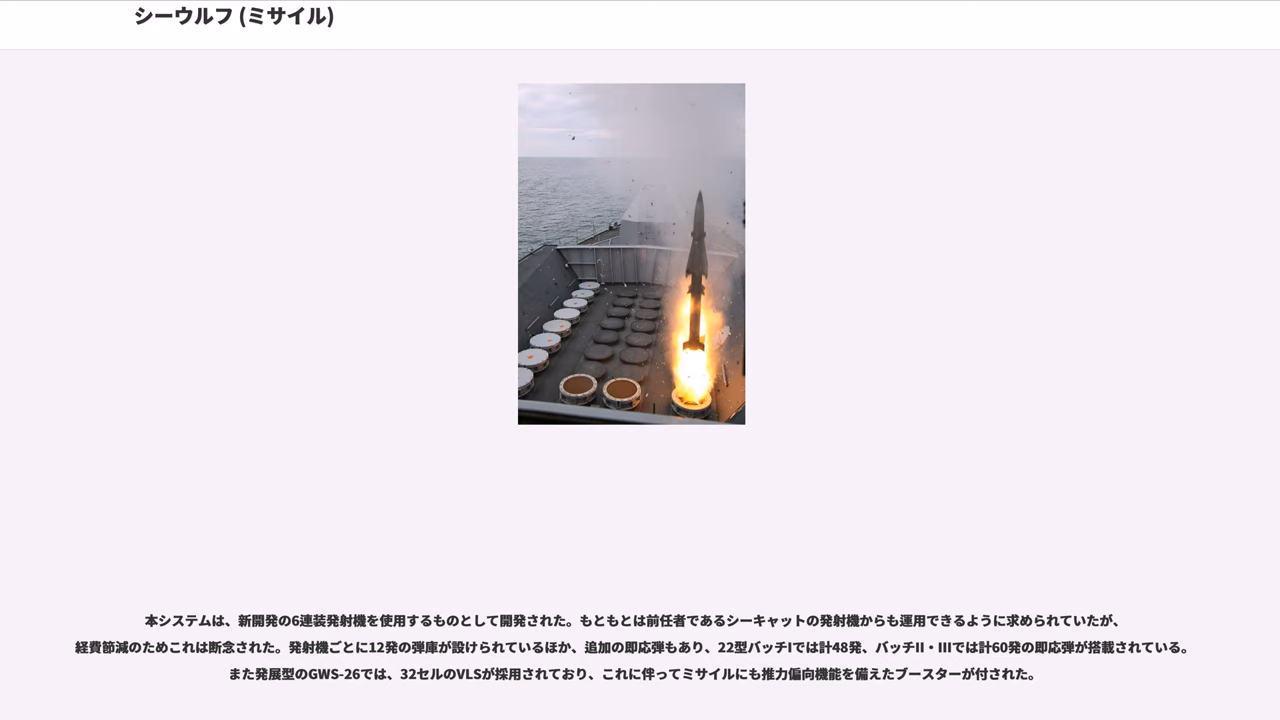 シーウルフ (ミサイル)
本システムは、新開発の6連装発射機を使用するものとして開発された。もともとは前任者であるシーキャットの発射機からも運用できるように求められていたが、
経費節減のためこれは断念された。発射機ごとに12発の弾庫が設けられているほか、追加の即応弾もあり、22型バッチIでは計48発、バッチII・IIIでは計60発の即応弾が搭載されている。
また発展型のGWS-26では、32セルのVLSが採用されており、これに伴ってミサイルにも推力偏向機能を備えたブースターが付された。